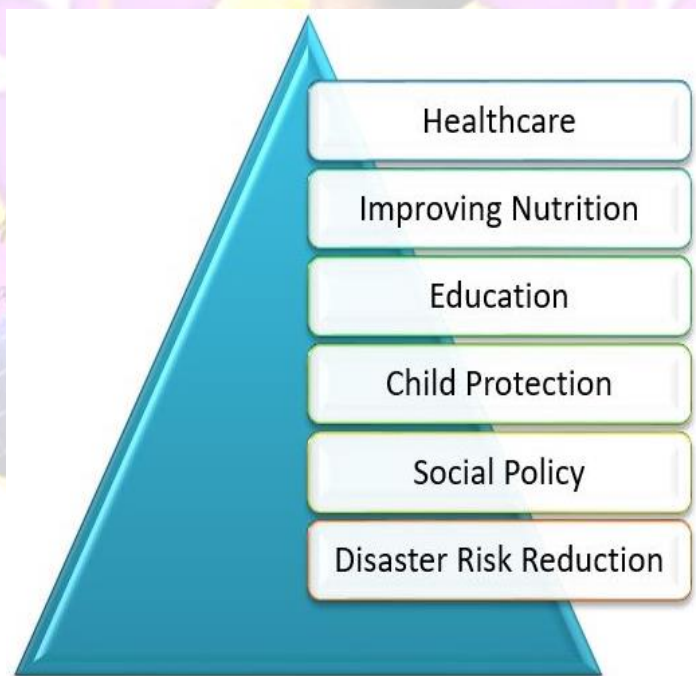 Healthcare
Improving Nutrition
Education
Child Protection
Social Policy
Disaster Risk Reduction